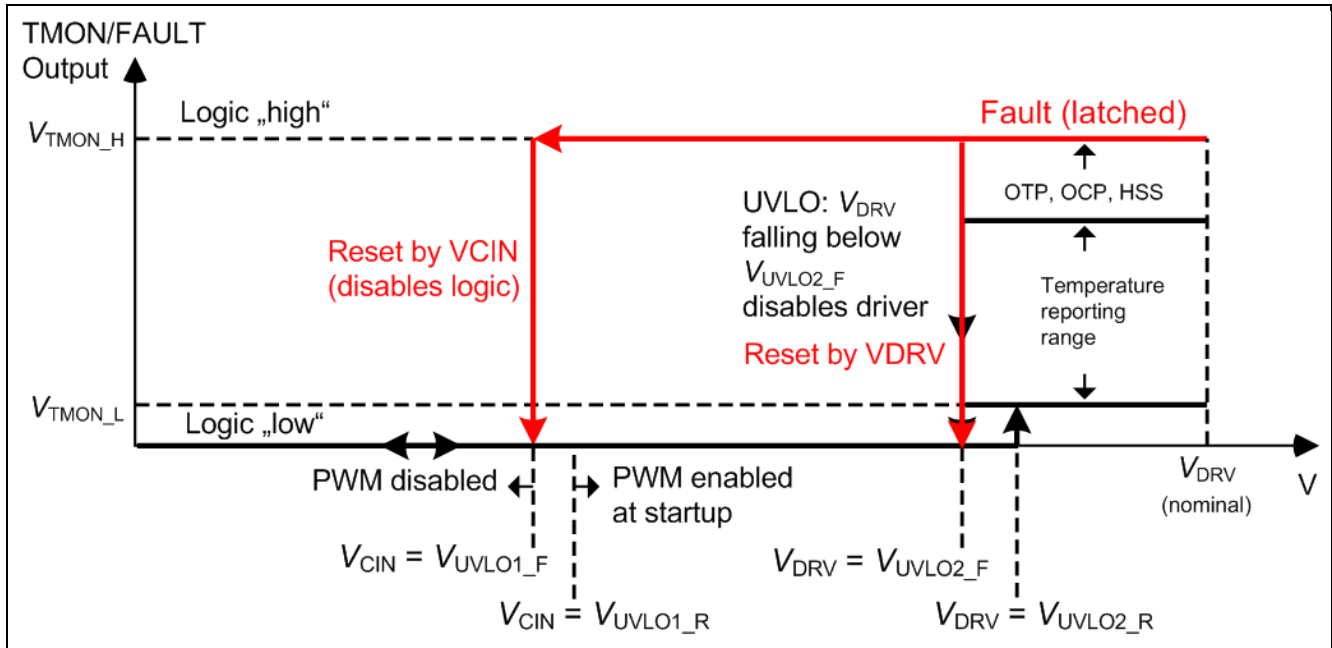 TMON/FAULT
Output
Logic „high“
VTMON_H
Fault (latched)
OTP, OCP, HSS
UVLO: VDRV
falling below
VUVLO2_F
disables driver
Reset by VCIN
(disables logic)
Temperature
reporting
range
Reset by VDRV
VTMON_L
Logic „low“
PWM disabled
PWM enabled
at startup
VDRV
(nominal)
V
VCIN = VUVLO1_F
VDRV = VUVLO2_F
VCIN = VUVLO1_R
VDRV = VUVLO2_R